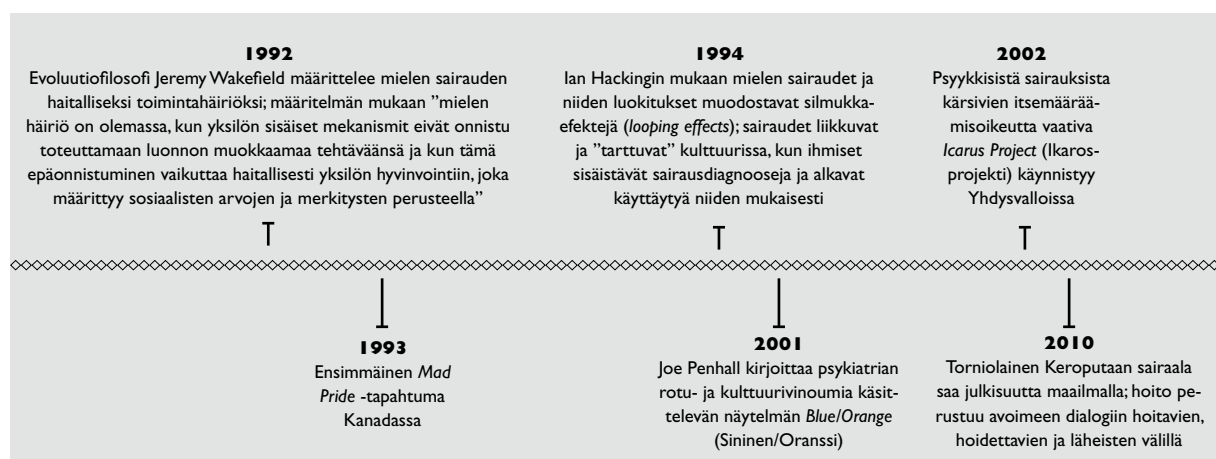 1992
Evoluutiofilosofi Jeremy Wakefield määrittelee mielen sairauden
haitalliseksi toimintahäiriöksi; määritelmän mukaan ”mielen
häiriö on olemassa, kun yksilön sisäiset mekanismit eivät onnistu
toteuttamaan luonnon muokkaamaa tehtäväänsä ja kun tämä
epäonnistuminen vaikuttaa haitallisesti yksilön hyvinvointiin, joka
määrittyy sosiaalisten arvojen ja merkitysten perusteella”
1994
Ian Hackingin mukaan mielen sairaudet ja
niiden luokitukset muodostavat silmukka-
efektejä (looping effects); sairaudet liikkuvat
ja ”tarttuvat” kulttuurissa, kun ihmiset
sisäistävät sairausdiagnooseja ja alkavat
käyttäytyä niiden mukaisesti
2002
Psyykkisistä sairauksista
kärsivien itsemäärää-
misoikeutta vaativa
Icarus Project (Ikaros-
projekti) käynnistyy
Yhdysvalloissa
1993
Ensimmäinen Mad
Pride -tapahtuma
Kanadassa
2001
Joe Penhall kirjoittaa psykiatrian
rotu- ja kulttuurivinoumia käsit-
televän näytelmän Blue/Orange
(Sininen/Oranssi)
2010
Torniolainen Keroputaan sairaala
saa julkisuutta maailmalla; hoito pe-
rustuu avoimeen dialogiin hoitavien,
hoidettavien ja läheisten välillä